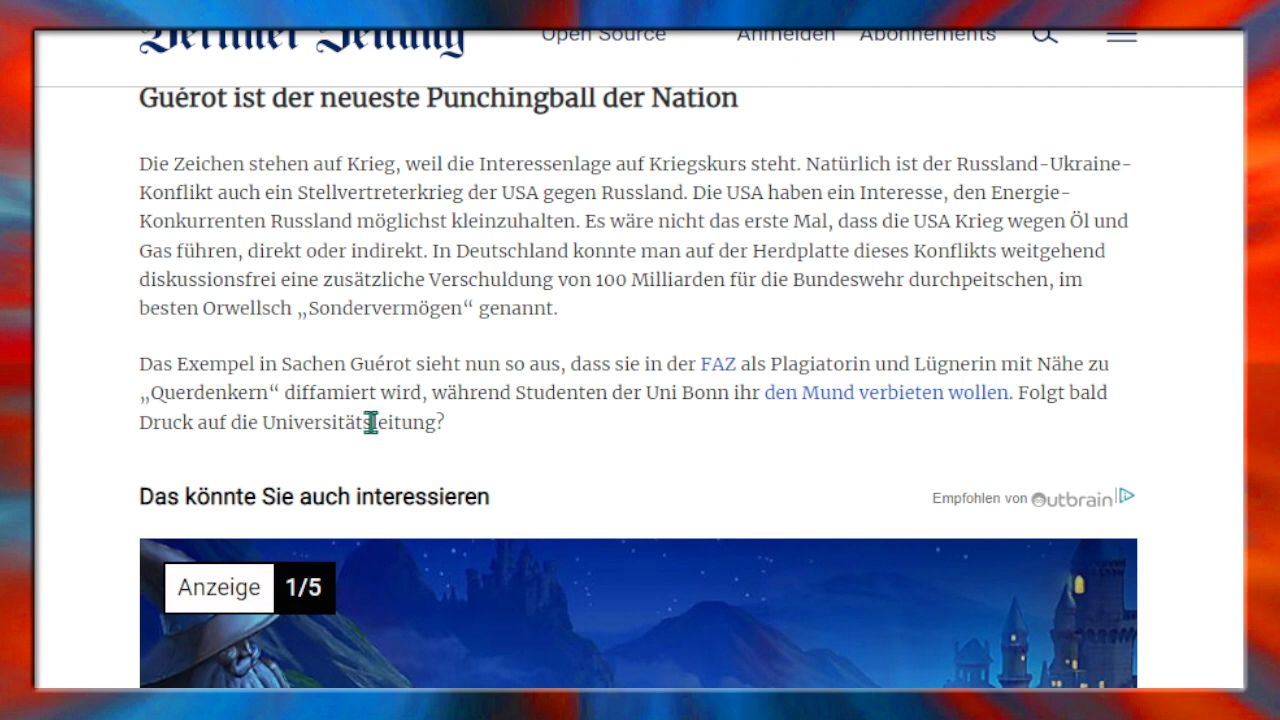 Berliner Zeitung
Open Source
Anmelden
Abonnements
Guérot ist der neueste Punchingball der Nation
Die Zeichen stehen auf Krieg, weil die Interessenlage auf Kriegskurs steht. Natürlich ist der Russland-Ukraine-
Konflikt auch ein Stellvertreterkrieg der USA gegen Russland. Die USA haben ein Interesse, den Energie-
Konkurrenten Russland möglichst kleinzuhalten. Es wäre nicht das erste Mal, dass die USA Krieg wegen Öl und
Gas führen, direkt oder indirekt. In Deutschland konnte man auf der Herdplatte dieses Konflikts weitgehend
diskussionsfrei eine zusätzliche Verschuldung von 100 Milliarden für die Bundeswehr durchpeitschen, im
besten Orwellsch „Sondervermögen“ genannt.
Das Exempel in Sachen Guérot sieht nun so aus, dass sie in der FAZ als Plagiatorin und Lügnerin mit Nähe zu
„Querdenkern“ diffamiert wird, während Studenten der Uni Bonn ihr den Mund verbieten wollen. Folgt bald
Druck auf die Universitätsleitung?
Das könnte Sie auch interessieren
Empfohlen von Outbrain
Anzeige 1/5